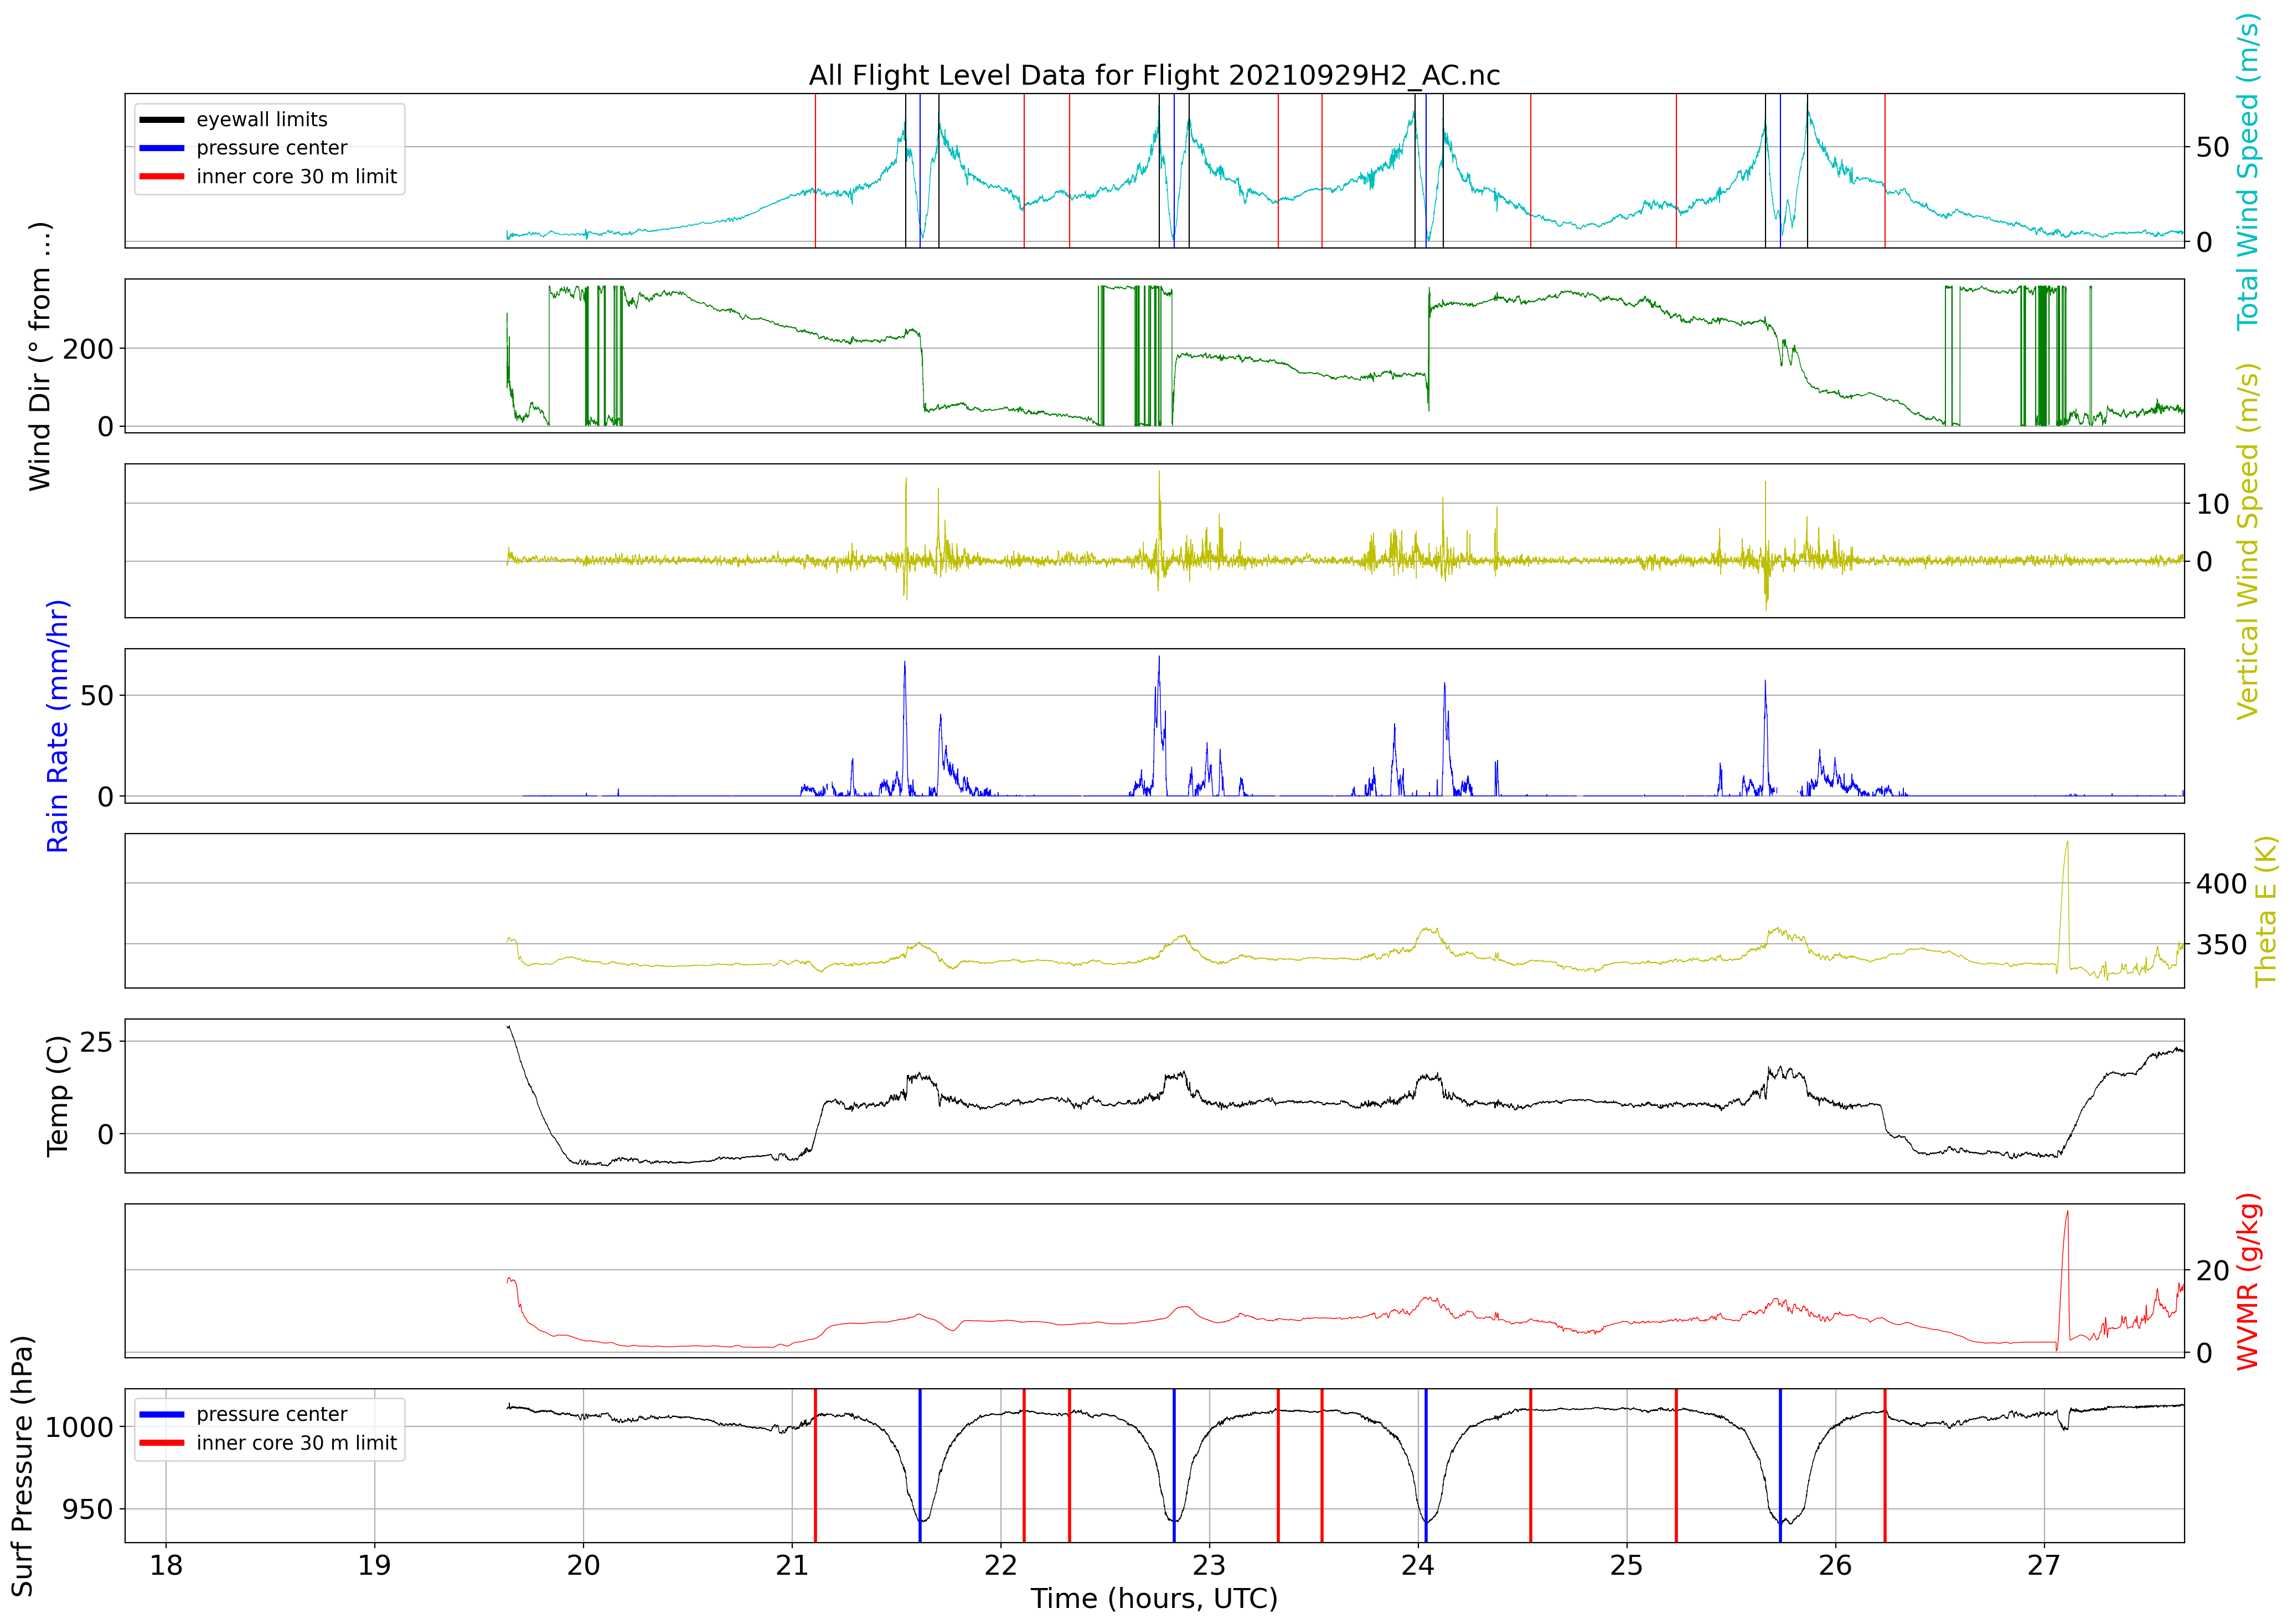 All Flight Level Data for Flight 20210929H2_AC.nc
eyewall limits
pressure center
inner core 30 m limit
50
0
Total Wind Speed (m/s)
Wind Dir (° from ...)
200
0
10
0
Vertical Wind Speed (m/s)
Rain Rate (mm/hr)
50
0
400
350
Theta E (K)
Temp (C)
25
0
20
0
WVMR (g/kg)
Surf Pressure (hPa)
1000
950
pressure center
inner core 30 m limit
18 19 20 21 22 23 24 25 26 27
Time (hours, UTC)